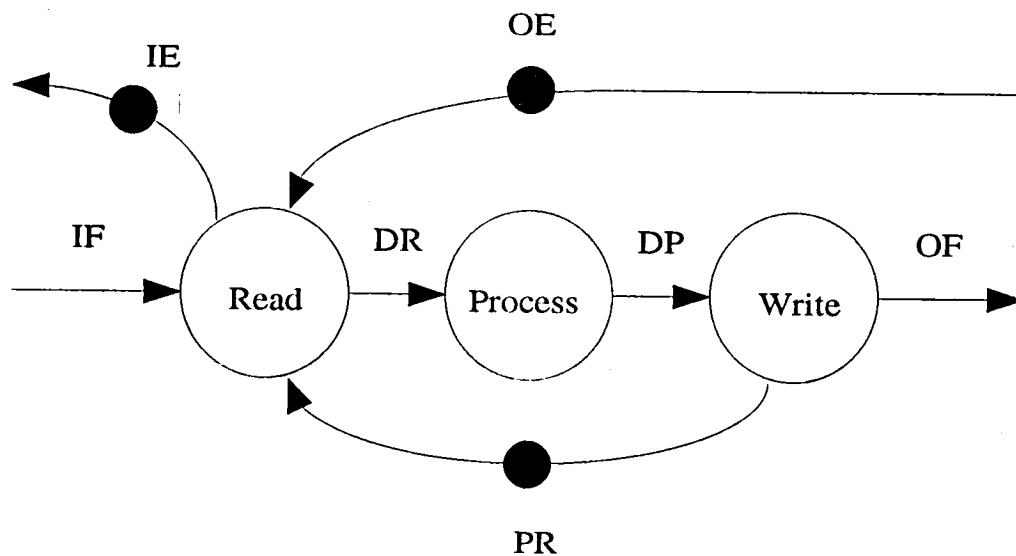 OE
IE
IF
DR
DP
OF
Read
Process
Write
PR